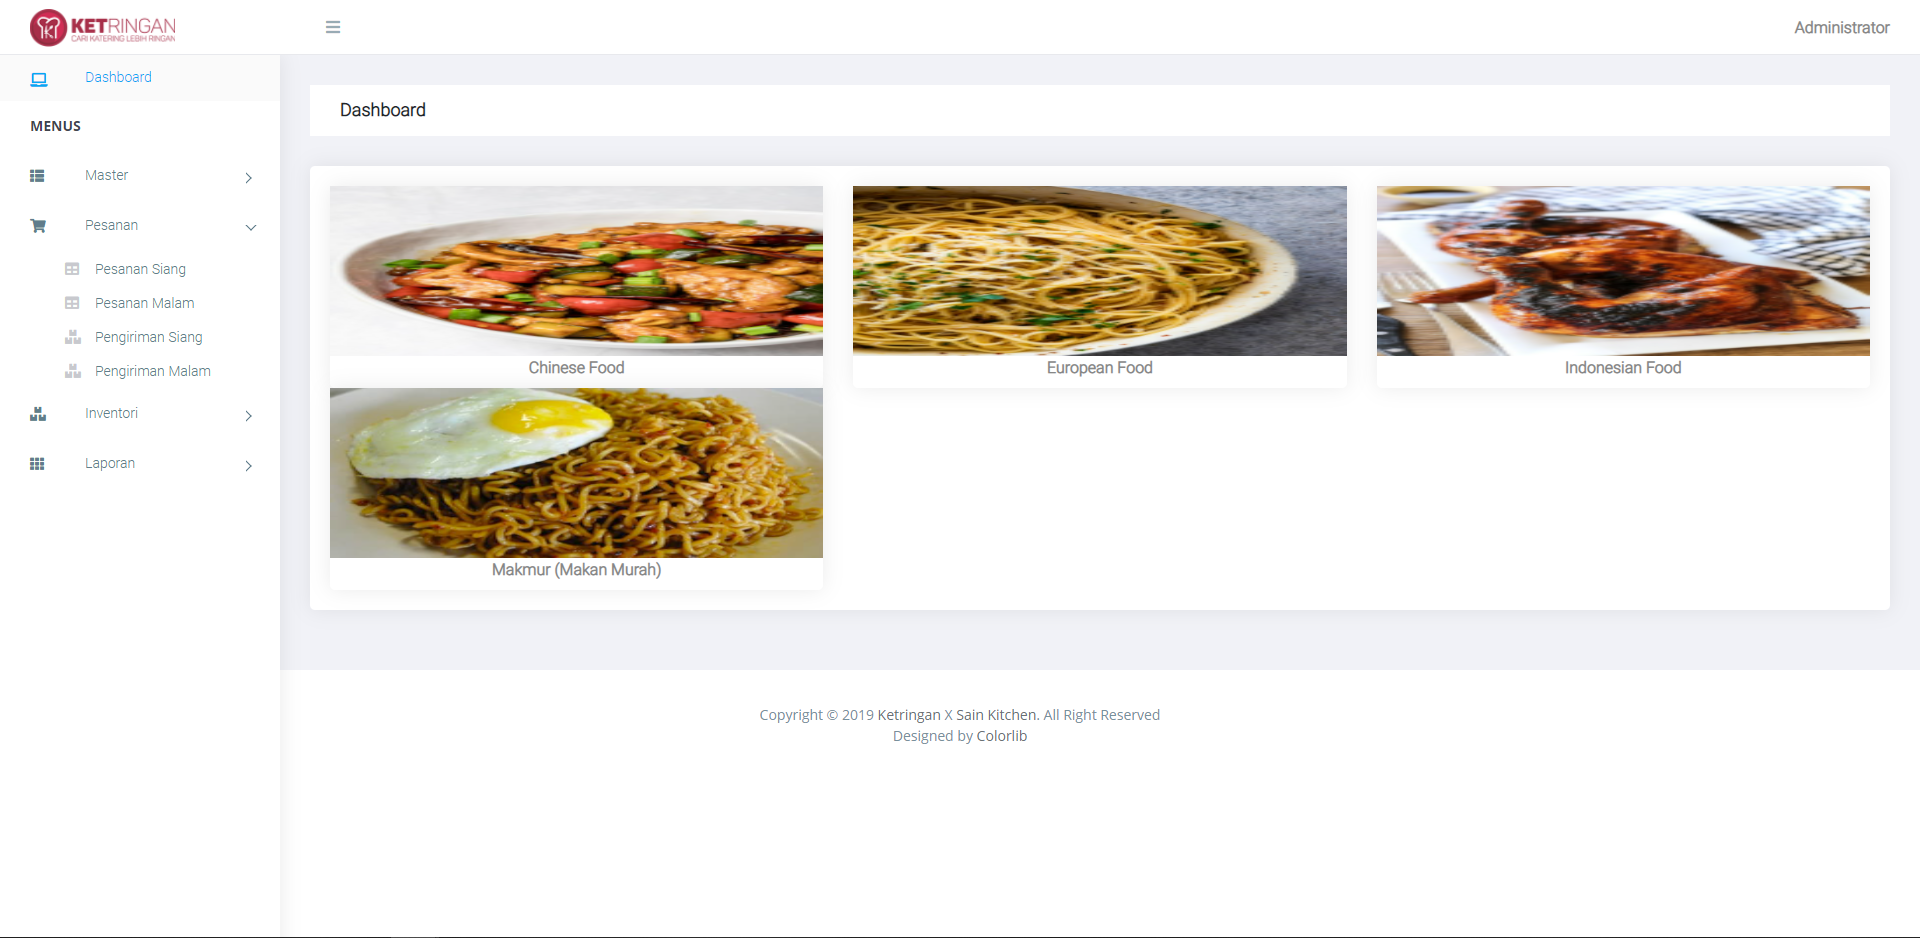 KETRINGAN
CARI KATERING LEBIH RINGAN
Administrator
Dashboard
MENUS
Master
Pesanan
Pesanan Siang
Pesanan Malam
Pengiriman Siang
Pengiriman Malam
Inventori
Laporan
Dashboard
Chinese Food
European Food
Indonesian Food
Makmur (Makan Murah)
Copyright © 2019 Ketringan X Sain Kitchen. All Right Reserved
Designed by Colorlib